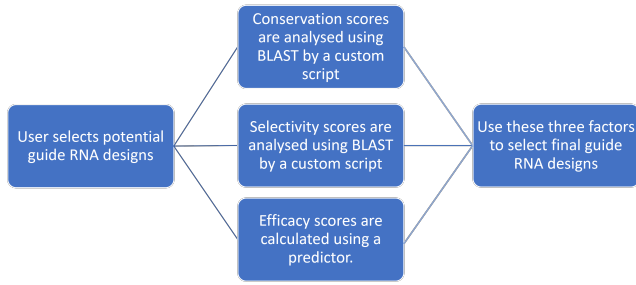 User selects potential
guide RNA designs
Conservation scores
are analysed using
BLAST by a custom
script
Selectivity scores are
analysed using BLAST
by a custom script
Efficacy scores are
calculated using a
predictor.
Use these three factors
to select final guide
RNA designs